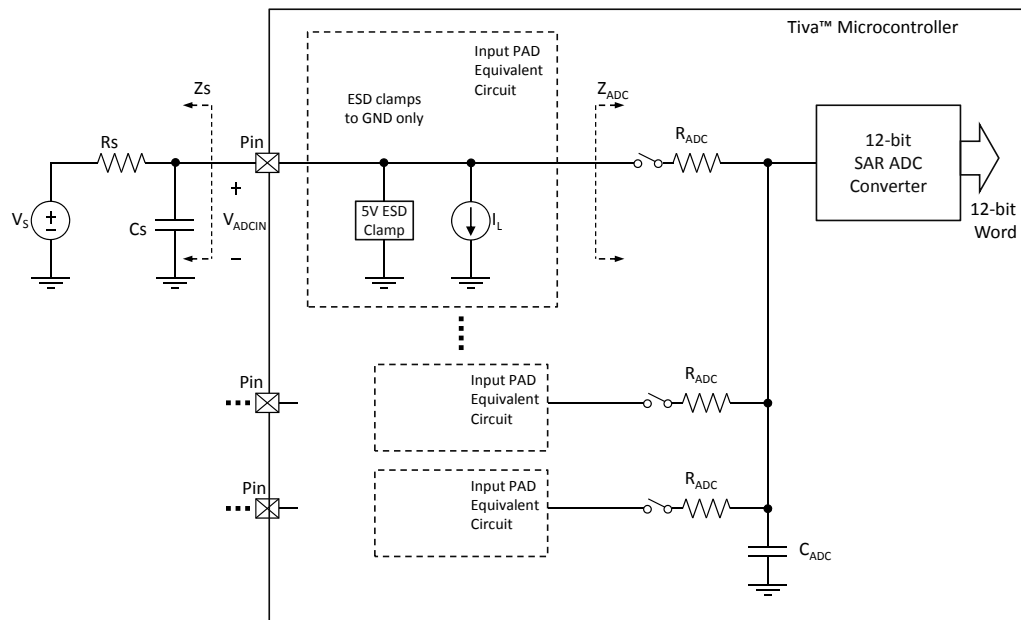 Tiva™ Microcontroller
Input PAD
Equivalent
Circuit
ESD clamps
to GND only
Zs
Z_ADC
Rs
Pin
R_ADC
12-bit
SAR ADC
Converter
V_S
+
−
Cs
+
V_ADCIN
−
5V ESD
Clamp
I_L
12-bit
Word
Pin
Input PAD
Equivalent
Circuit
R_ADC
Pin
Input PAD
Equivalent
Circuit
R_ADC
C_ADC